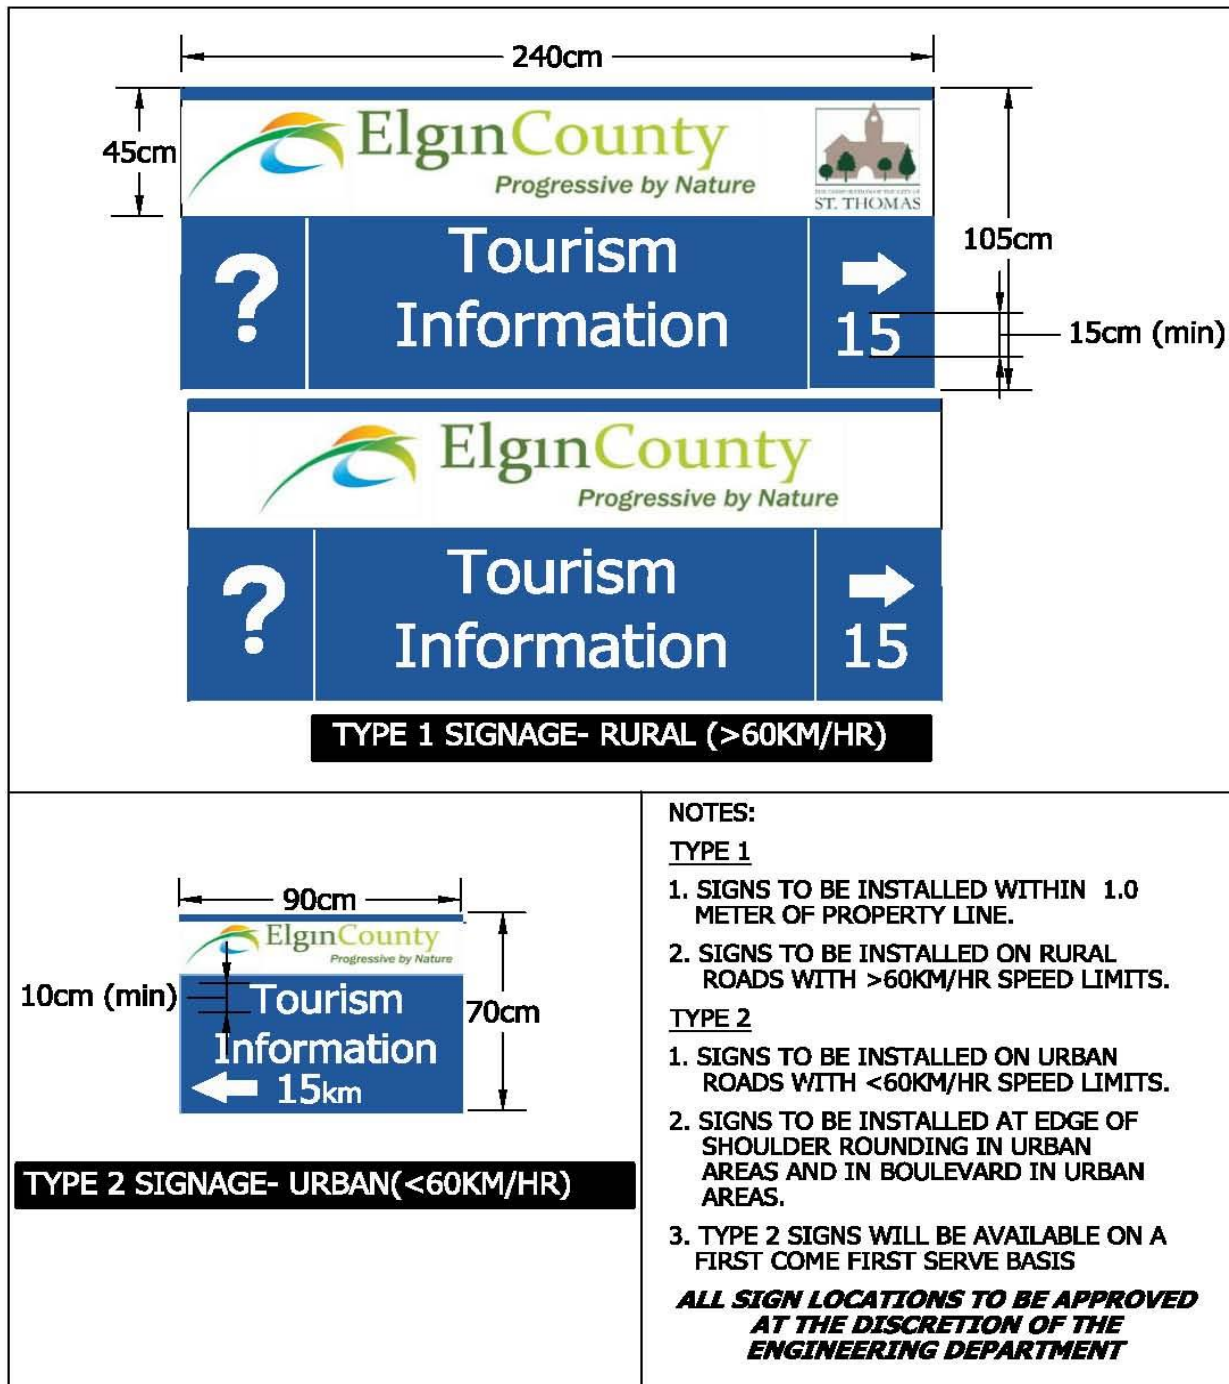 240cm
45cm
ElginCounty
Progressive by Nature
ST. THOMAS
105cm
?
Tourism
Information
15
15cm (min)
ElginCounty
Progressive by Nature
?
Tourism
Information
15
TYPE 1 SIGNAGE- RURAL (>60KM/HR)
90cm
ElginCounty
Progressive by Nature
10cm (min)
70cm
Tourism
Information
15km
TYPE 2 SIGNAGE- URBAN(<60KM/HR)
NOTES:
TYPE 1
1. SIGNS TO BE INSTALLED WITHIN 1.0
METER OF PROPERTY LINE.
2. SIGNS TO BE INSTALLED ON RURAL
ROADS WITH >60KM/HR SPEED LIMITS.
TYPE 2
1. SIGNS TO BE INSTALLED ON URBAN
ROADS WITH <60KM/HR SPEED LIMITS.
2. SIGNS TO BE INSTALLED AT EDGE OF
SHOULDER ROUNDING IN URBAN
AREAS AND IN BOULEVARD IN URBAN
AREAS.
3. TYPE 2 SIGNS WILL BE AVAILABLE ON A
FIRST COME FIRST SERVE BASIS
ALL SIGN LOCATIONS TO BE APPROVED
AT THE DISCRETION OF THE
ENGINEERING DEPARTMENT